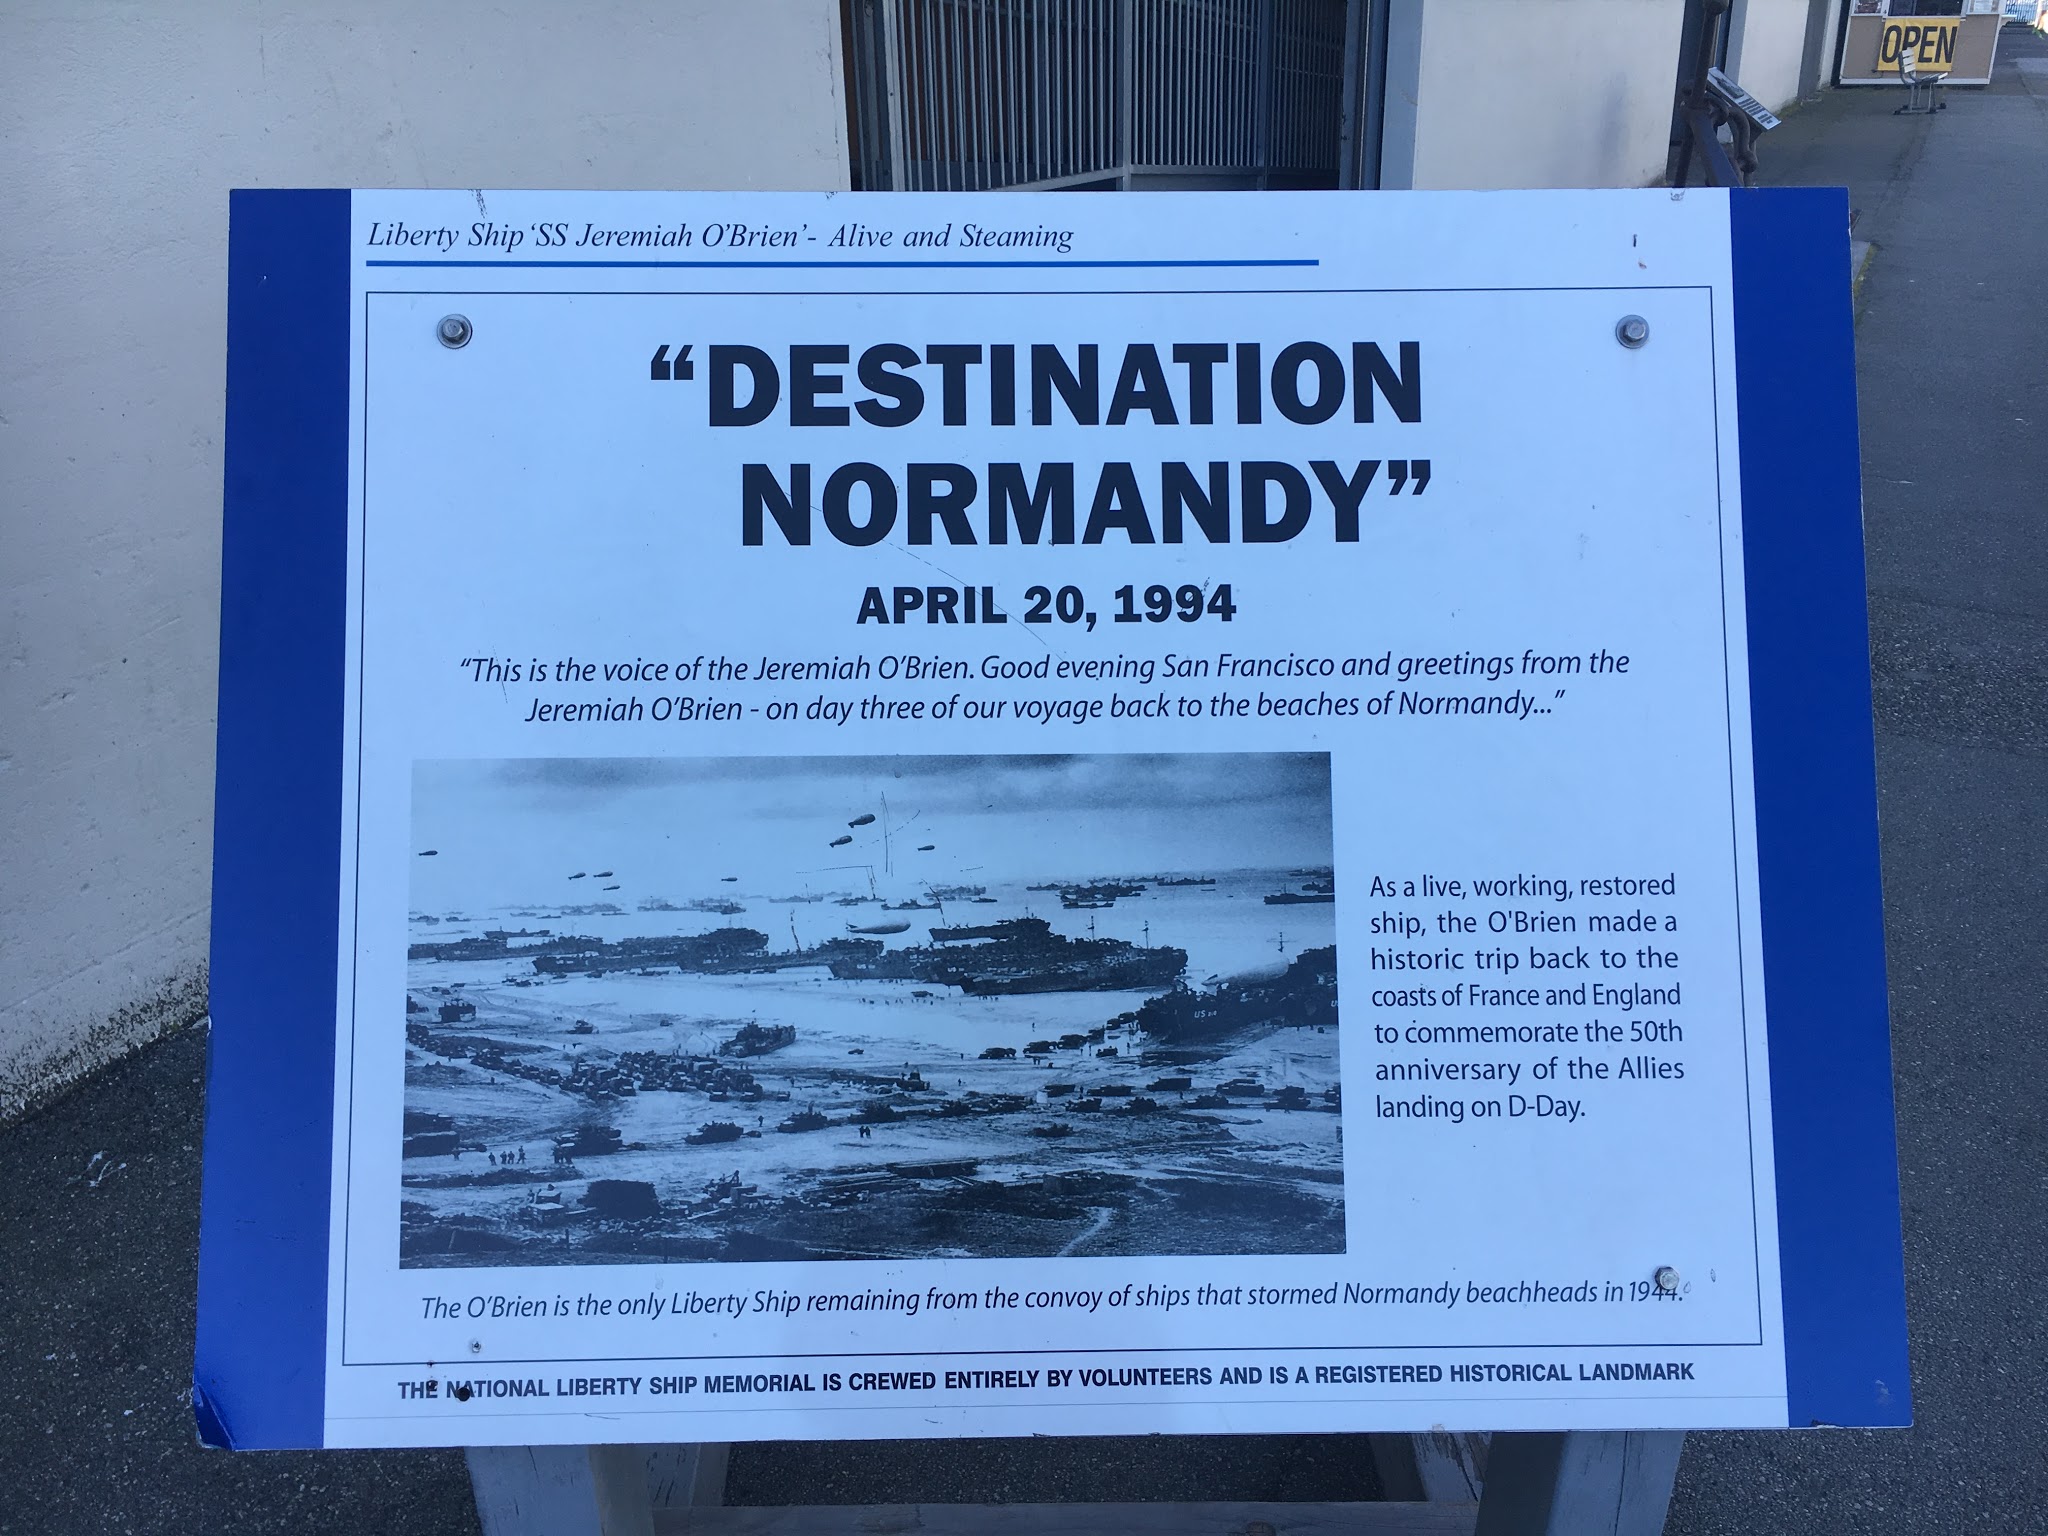 OPEN
Liberty Ship ‘SS Jeremiah O’Brien’- Alive and Steaming
“DESTINATION
NORMANDY”
APRIL 20, 1994
“This is the voice of the Jeremiah O’Brien. Good evening San Francisco and greetings from the
Jeremiah O’Brien - on day three of our voyage back to the beaches of Normandy...”
As a live, working, restored
ship, the O'Brien made a
historic trip back to the
coasts of France and England
to commemorate the 50th
anniversary of the Allies
landing on D-Day.
US
The O’Brien is the only Liberty Ship remaining from the convoy of ships that stormed Normandy beachheads in 1944.
THE NATIONAL LIBERTY SHIP MEMORIAL IS CREWED ENTIRELY BY VOLUNTEERS AND IS A REGISTERED HISTORICAL LANDMARK